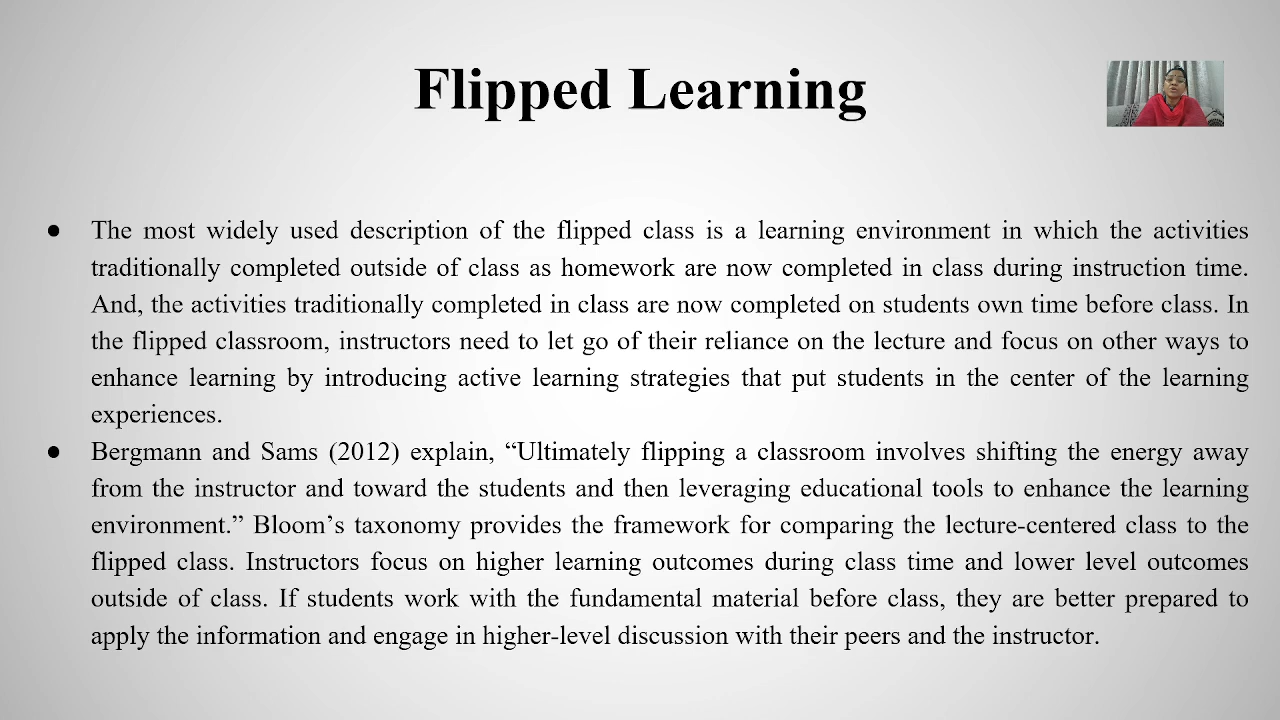 Flipped Learning
● The most widely used description of the flipped class is a learning environment in which the activities
traditionally completed outside of class as homework are now completed in class during instruction time.
And, the activities traditionally completed in class are now completed on students own time before class. In
the flipped classroom, instructors need to let go of their reliance on the lecture and focus on other ways to
enhance learning by introducing active learning strategies that put students in the center of the learning
experiences.
● Bergmann and Sams (2012) explain, “Ultimately flipping a classroom involves shifting the energy away
from the instructor and toward the students and then leveraging educational tools to enhance the learning
environment.” Bloom’s taxonomy provides the framework for comparing the lecture-centered class to the
flipped class. Instructors focus on higher learning outcomes during class time and lower level outcomes
outside of class. If students work with the fundamental material before class, they are better prepared to
apply the information and engage in higher-level discussion with their peers and the instructor.